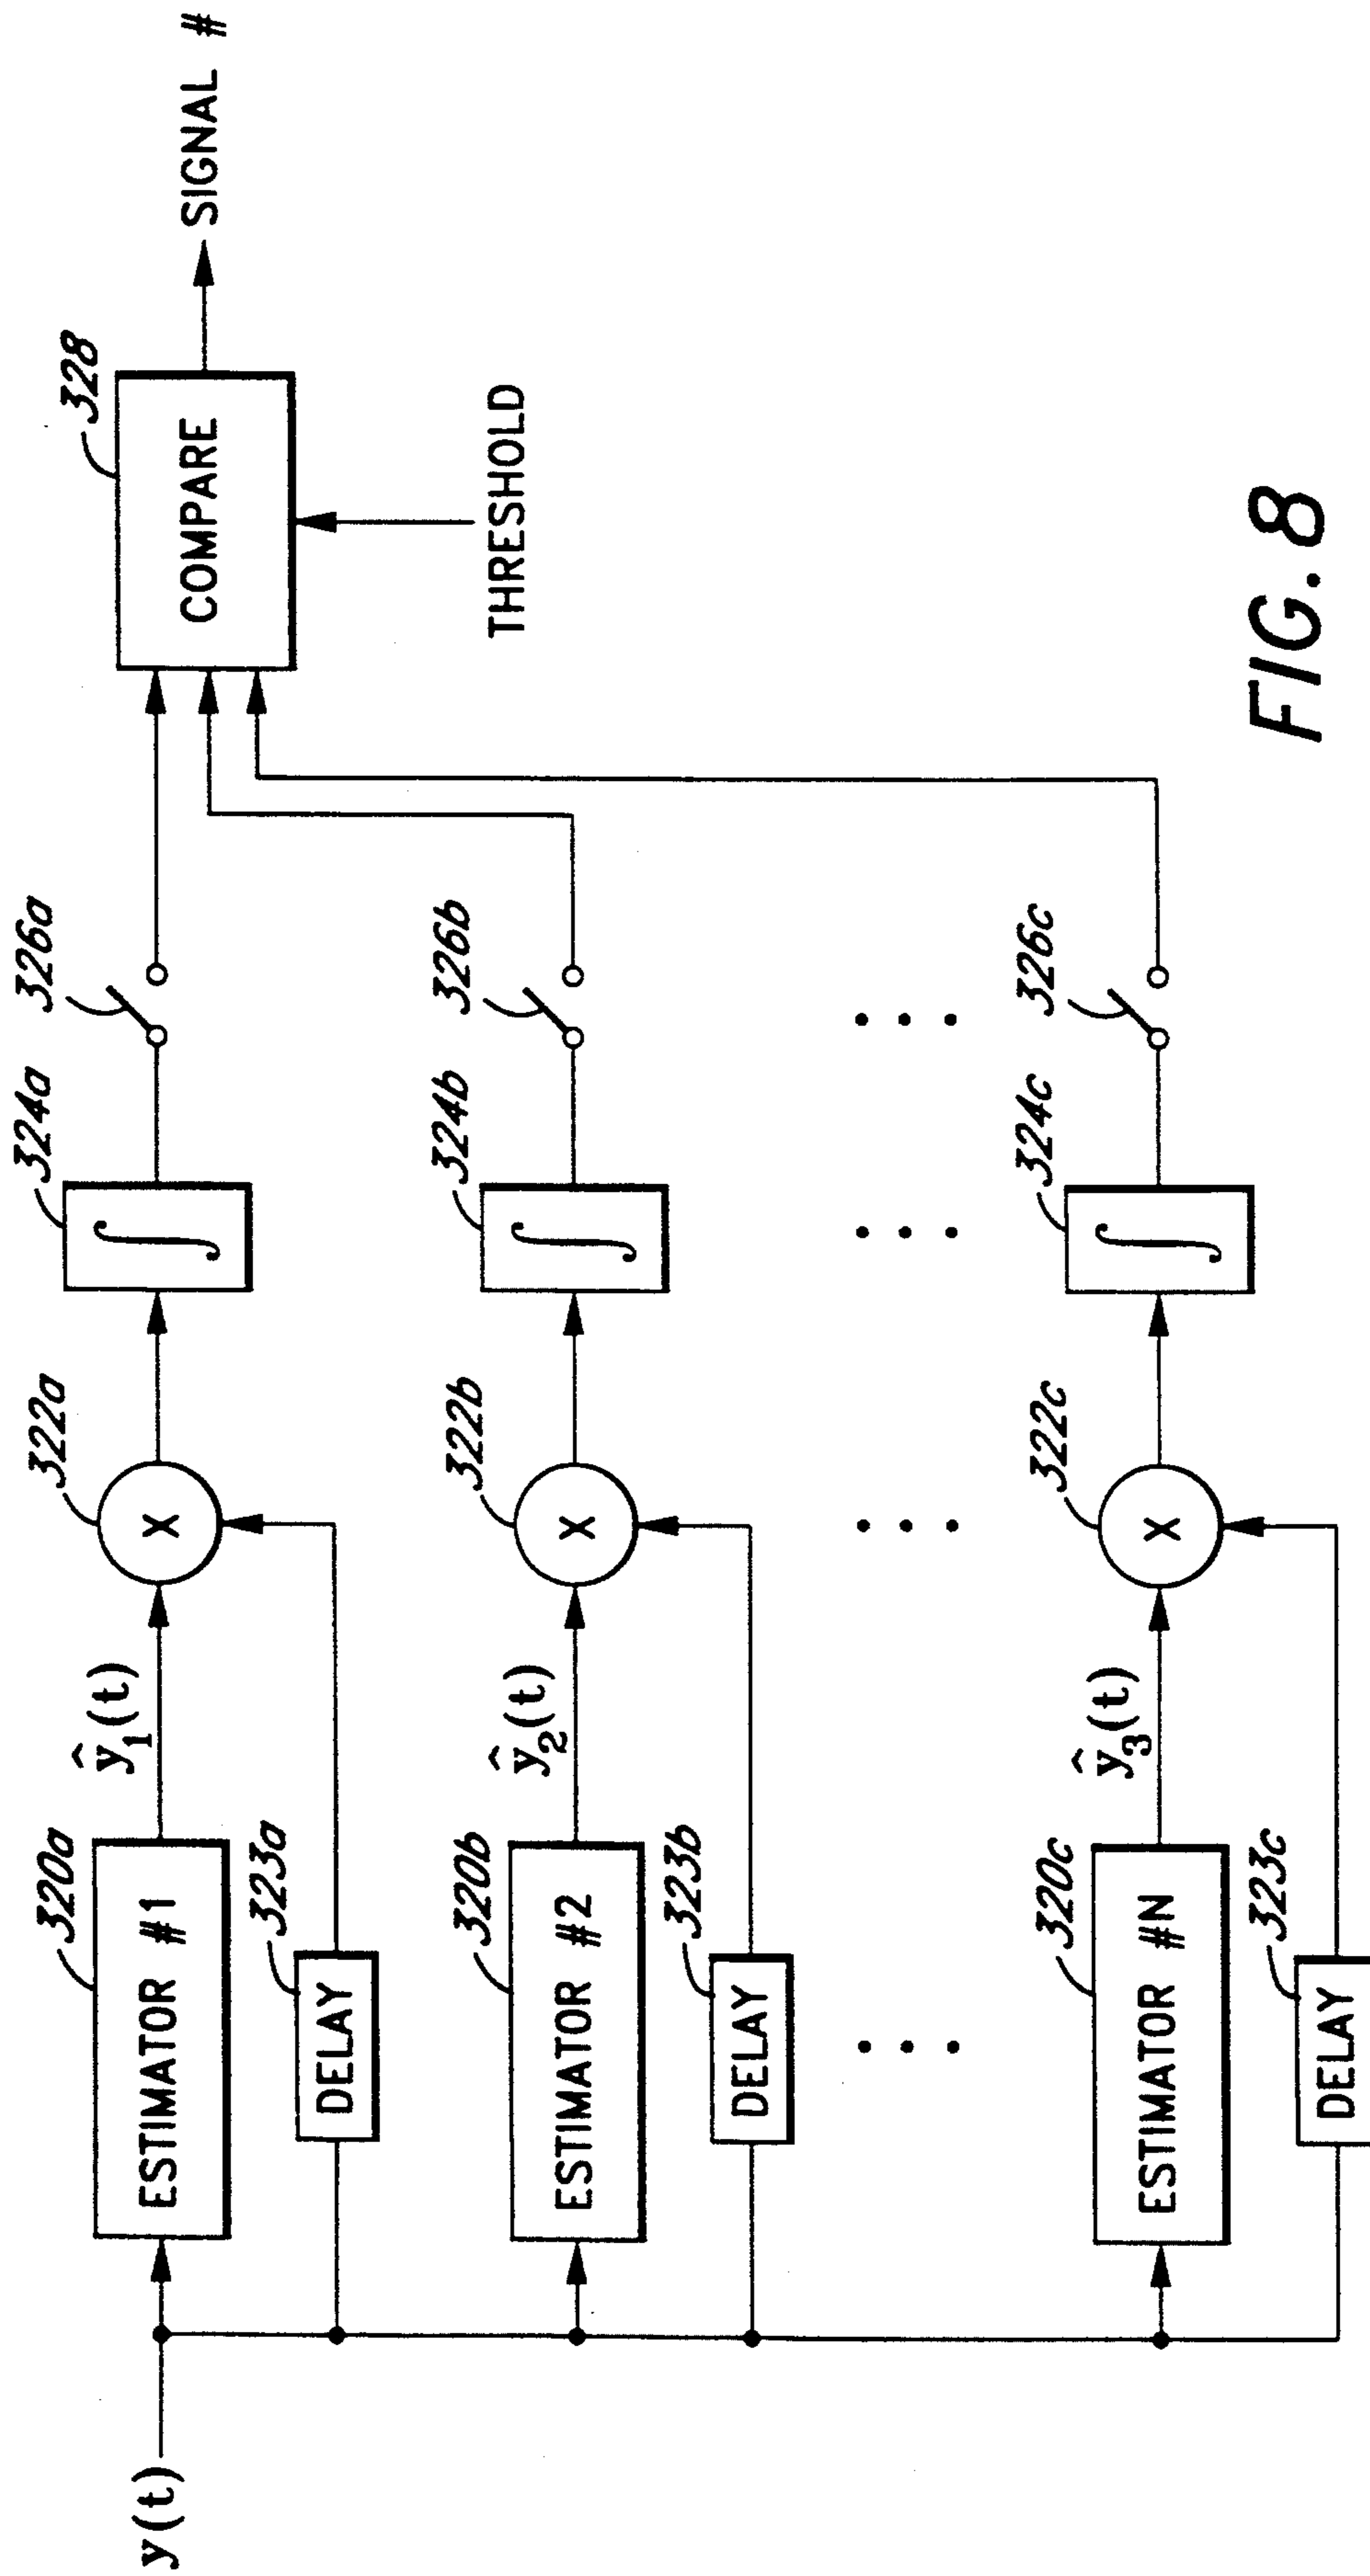 y(t)
ESTIMATOR #1
320a
ŷ₁(t)
322a
X
324a
∫
326a
323a
DELAY
328
COMPARE
SIGNAL #
THRESHOLD
ESTIMATOR #2
320b
ŷ₂(t)
322b
X
324b
∫
326b
323b
DELAY
ESTIMATOR #N
320c
ŷ₃(t)
322c
X
324c
∫
326c
323c
DELAY
FIG. 8